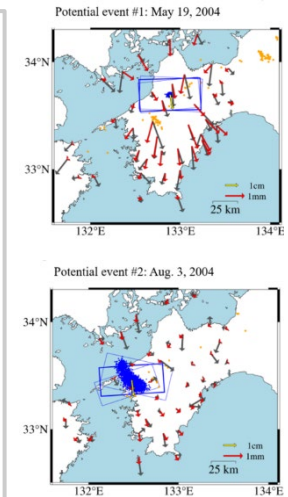 Potential event #1: May 19, 2004
34°N
33°N
1cm
1mm
25 km
132°E
133°E
134°E
Potential event #2: Aug. 3, 2004
34°N
33°N
1cm
1mm
25 km
132°E
133°E
134°E